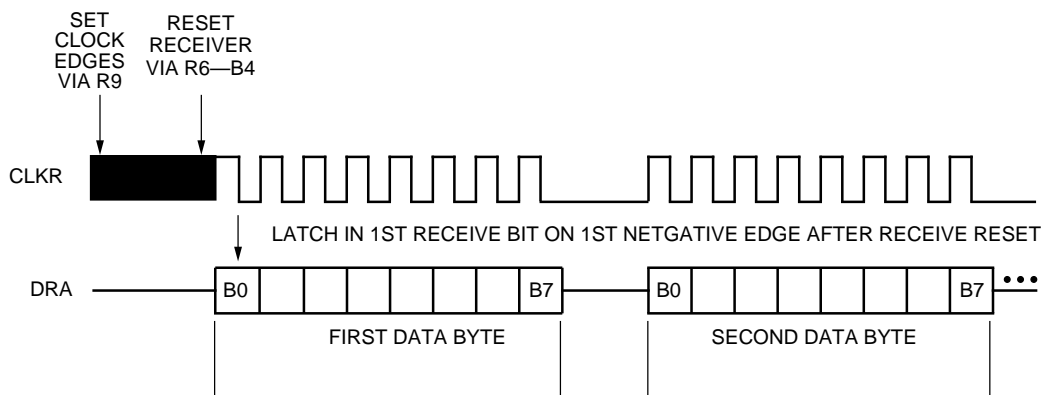 SET
CLOCK
EDGES
VIA R9
RESET
RECEIVER
VIA R6—B4
CLKR
LATCH IN 1ST RECEIVE BIT ON 1ST NETGATIVE EDGE AFTER RECEIVE RESET
DRA
B0
B7
B0
B7
•••
FIRST DATA BYTE
SECOND DATA BYTE